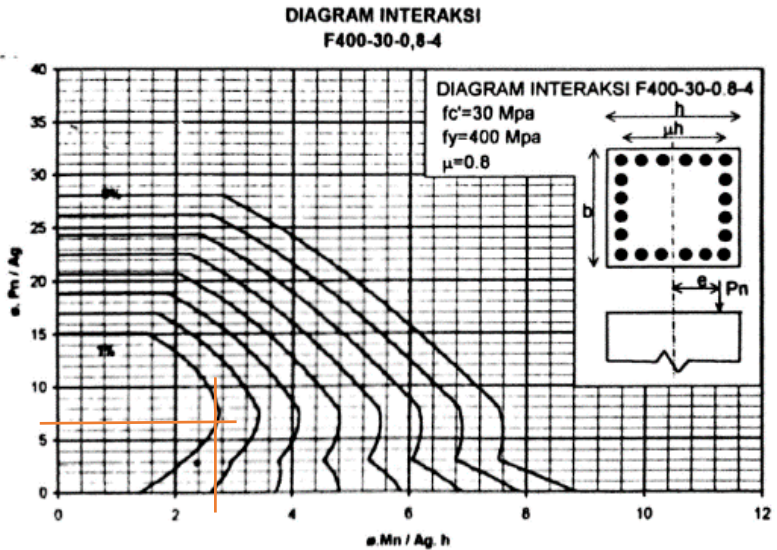 DIAGRAM INTERAKSI
F400-30-0,8-4
DIAGRAM INTERAKSI F400-30-0.8-4
fc'=30 Mpa
fy=400 Mpa
μ=0.8
h
μh
b
e
Pn
40
35
30
25
20
15
10
5
0
8%
1%
ø. Pn / Ag
0
2
4
6
8
10
12
ø.Mn / Ag. h